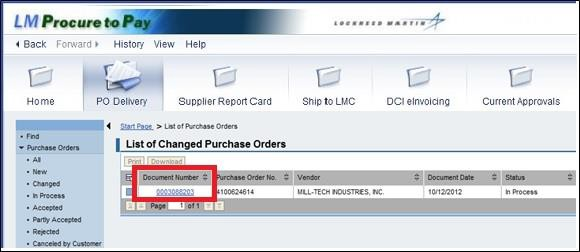 LM Procure to Pay
LOCKHEED MARTIN
Back Forward History View Help
Home PO Delivery Supplier Report Card Ship to LMC DCI eInvoicing Current Approvals
Start Page > List of Purchase Orders
Find
Purchase Orders
All
New
Changed
In Process
Accepted
Partly Accepted
Rejected
Canceled by Customer
List of Changed Purchase Orders
Print Download
Document Number Purchase Order No. Vendor Document Date Status
0003088203 4100624614 MILL-TECH INDUSTRIES, INC. 10/12/2012 In Process
Page 1 of 1